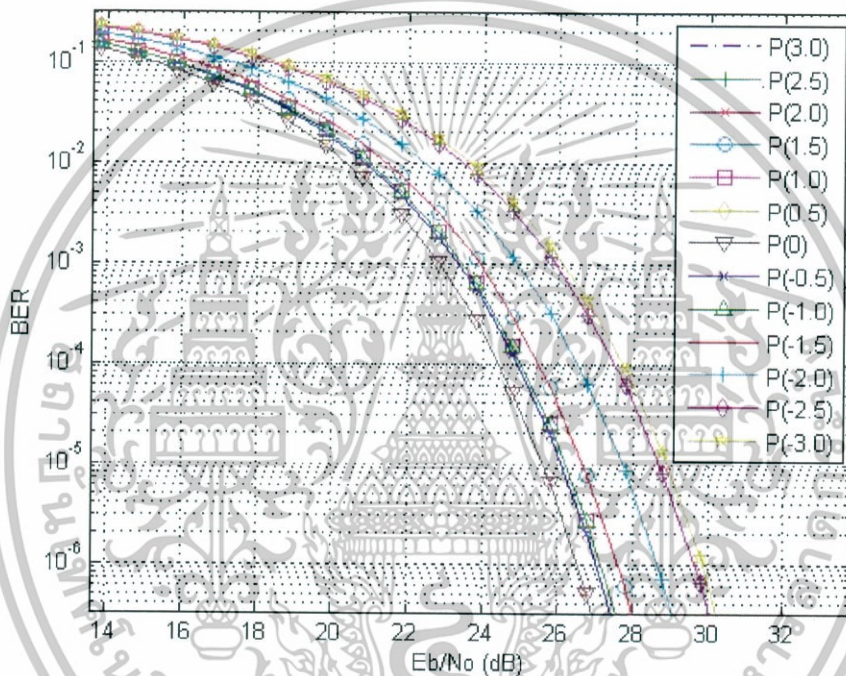 10⁻¹
10⁻²
10⁻³
10⁻⁴
10⁻⁵
10⁻⁶
BER
14 16 18 20 22 24 26 28 30 32
Eb/No (dB)
P(3.0)
P(2.5)
P(2.0)
P(1.5)
P(1.0)
P(0.5)
P(0)
P(-0.5)
P(-1.0)
P(-1.5)
P(-2.0)
P(-2.5)
P(-3.0)